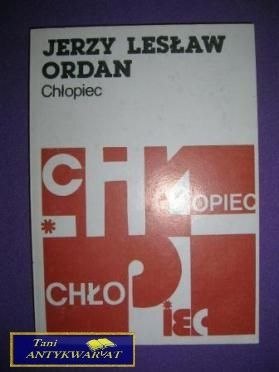 JERZY LESŁAW
ORDAN
Chłopiec
CHŁOPIEC
CHŁO
PIEC
Tani
ANTYKWARIAT